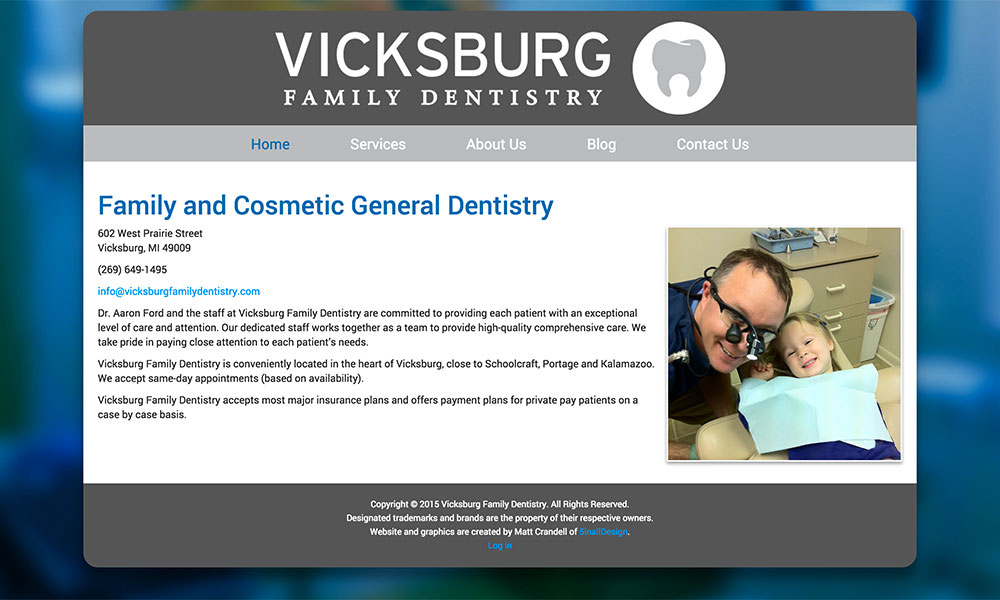 VICKSBURG
FAMILY DENTISTRY
Home Services About Us Blog Contact Us
Family and Cosmetic General Dentistry
602 West Prairie Street
Vicksburg, MI 49009
(269) 649-1495
info@vicksburgfamilydentistry.com
Dr. Aaron Ford and the staff at Vicksburg Family Dentistry are committed to providing each patient with an exceptional
level of care and attention. Our dedicated staff works together as a team to provide high-quality comprehensive care. We
take pride in paying close attention to each patient's needs.
Vicksburg Family Dentistry is conveniently located in the heart of Vicksburg, close to Schoolcraft, Portage and Kalamazoo.
We accept same-day appointments (based on availability).
Vicksburg Family Dentistry accepts most major insurance plans and offers payment plans for private pay patients on a
case by case basis.
Copyright © 2015 Vicksburg Family Dentistry. All Rights Reserved.
Designated trademarks and brands are the property of their respective owners.
Website and graphics are created by Matt Crandell of SinallDesign.
Log in